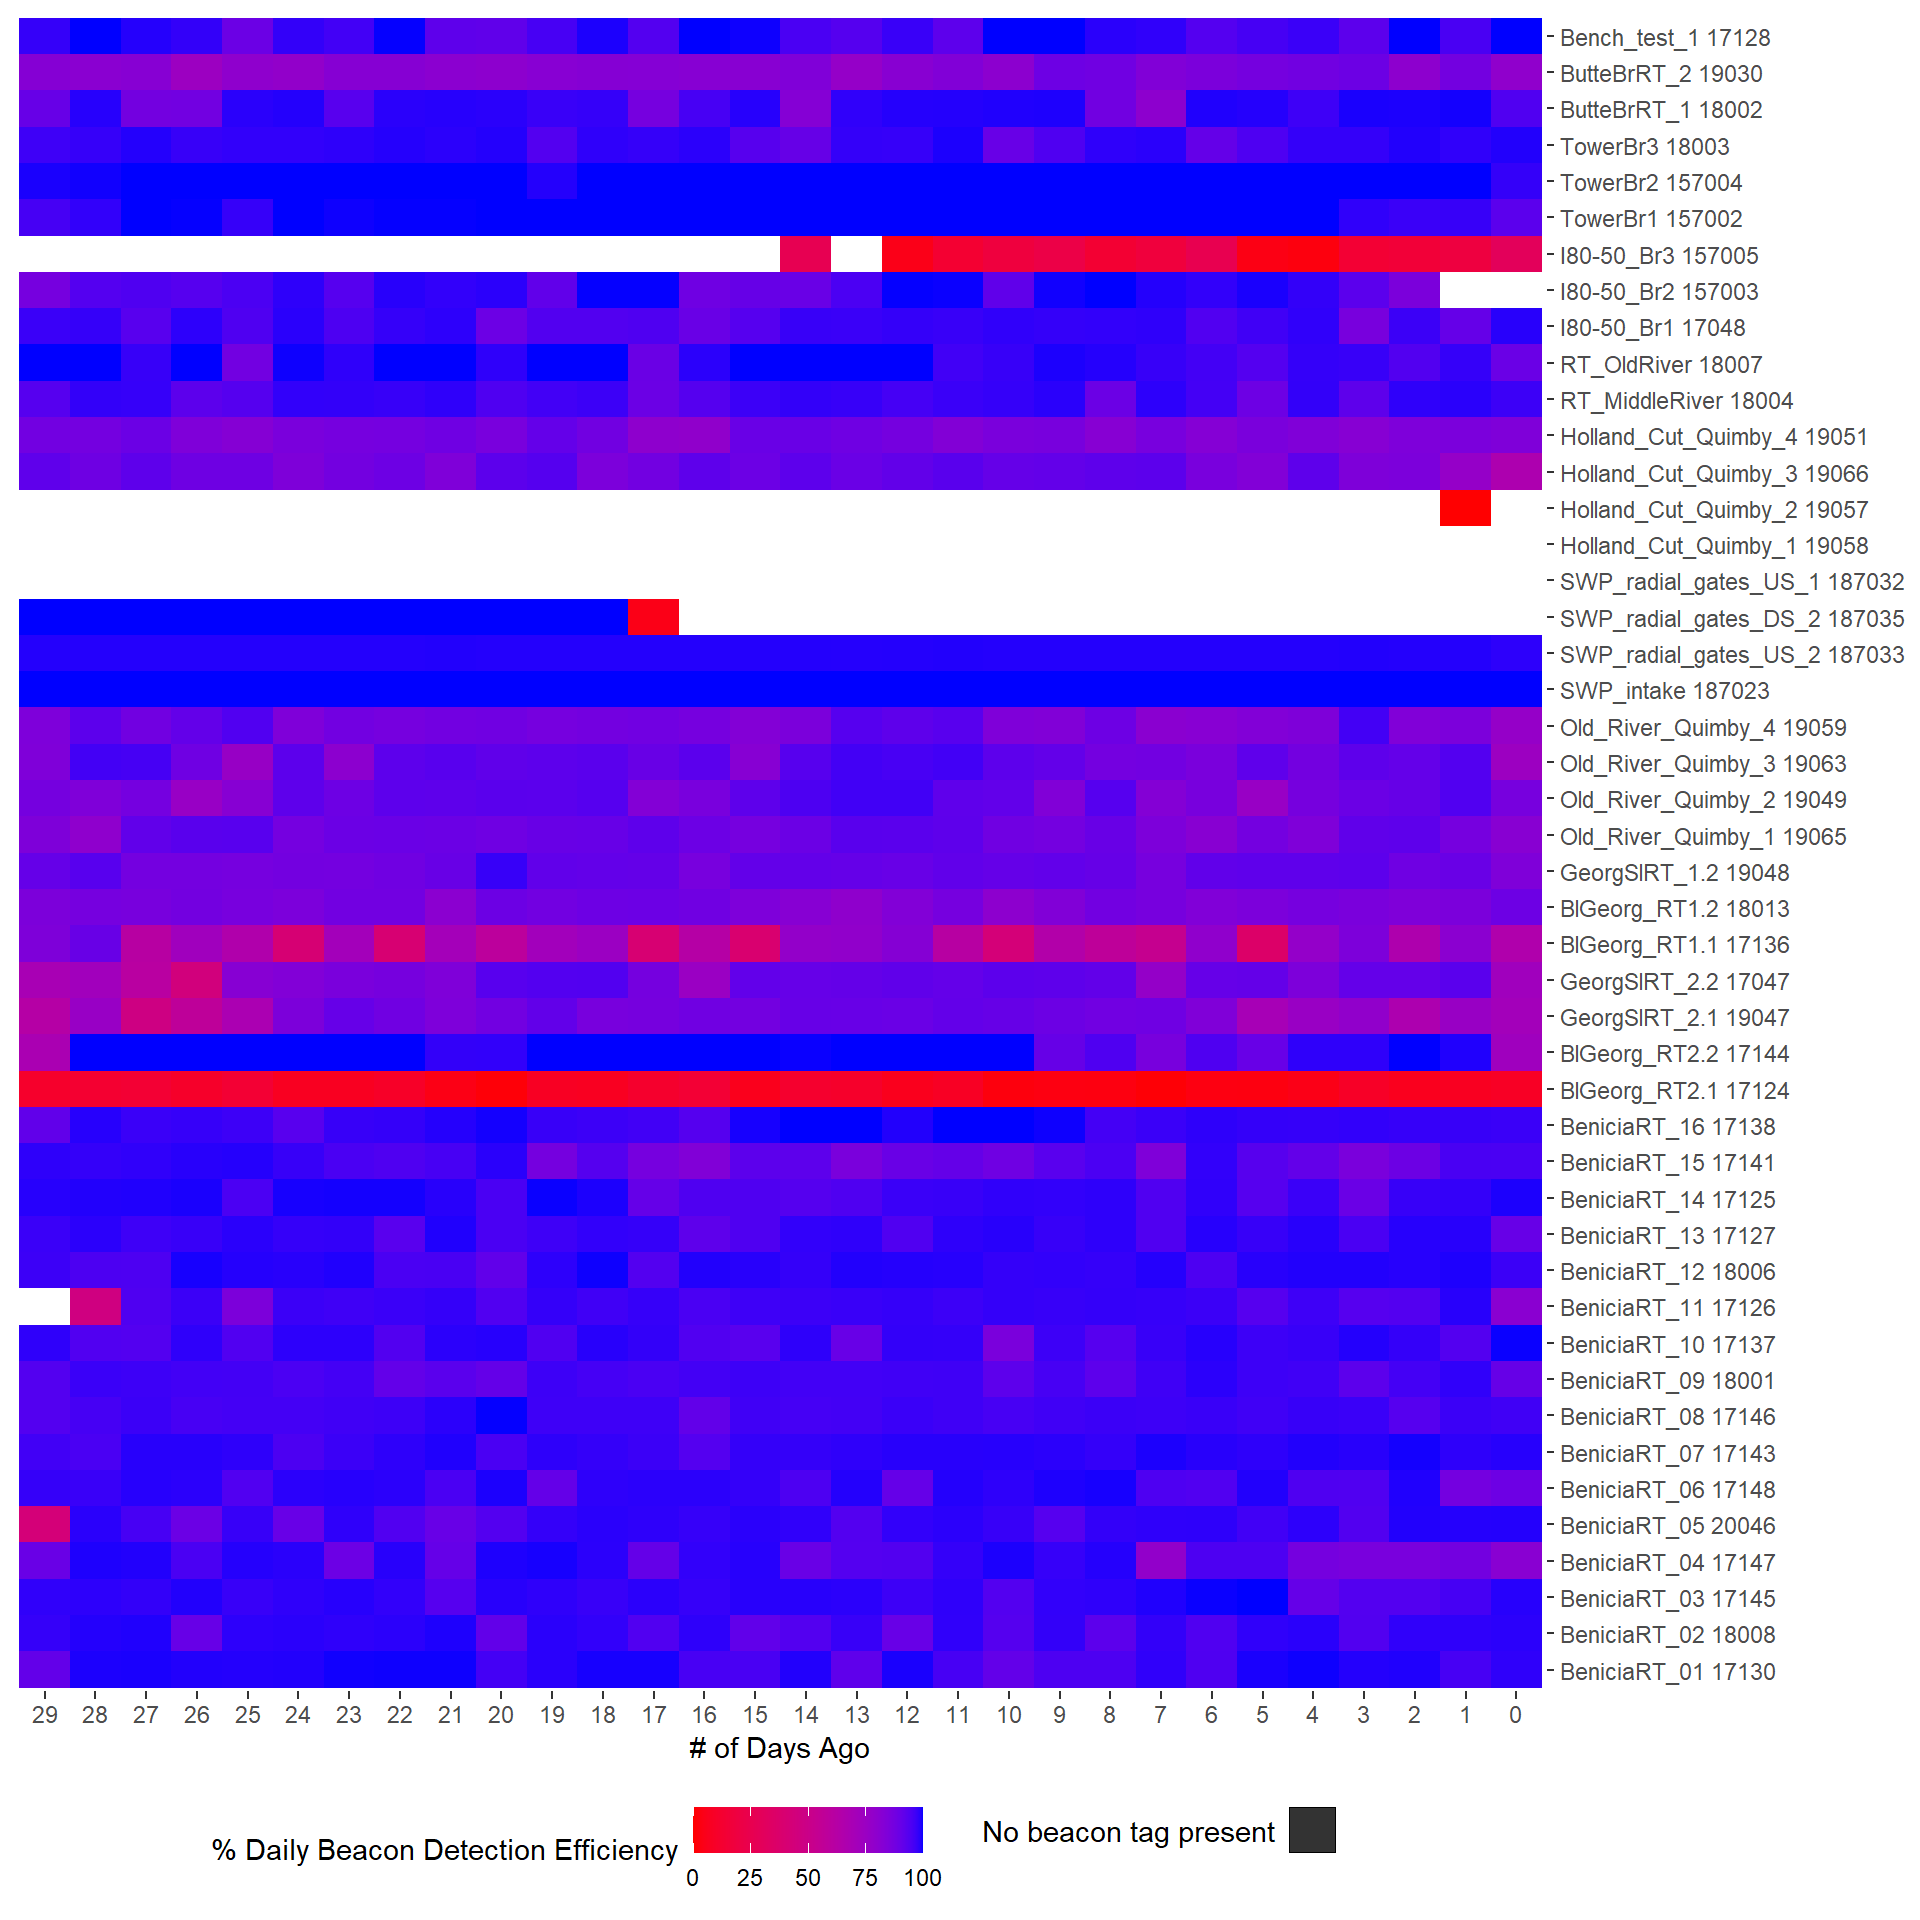 Bench_test_1 17128
ButteBrRT_2 19030
ButteBrRT_1 18002
TowerBr3 18003
TowerBr2 157004
TowerBr1 157002
I80-50_Br3 157005
I80-50_Br2 157003
I80-50_Br1 17048
RT_OldRiver 18007
RT_MiddleRiver 18004
Holland_Cut_Quimby_4 19051
Holland_Cut_Quimby_3 19066
Holland_Cut_Quimby_2 19057
Holland_Cut_Quimby_1 19058
SWP_radial_gates_US_1 187032
SWP_radial_gates_DS_2 187035
SWP_radial_gates_US_2 187033
SWP_intake 187023
Old_River_Quimby_4 19059
Old_River_Quimby_3 19063
Old_River_Quimby_2 19049
Old_River_Quimby_1 19065
GeorgSlRT_1.2 19048
BlGeorg_RT1.2 18013
BlGeorg_RT1.1 17136
GeorgSlRT_2.2 17047
GeorgSlRT_2.1 19047
BlGeorg_RT2.2 17144
BlGeorg_RT2.1 17124
BeniciaRT_16 17138
BeniciaRT_15 17141
BeniciaRT_14 17125
BeniciaRT_13 17127
BeniciaRT_12 18006
BeniciaRT_11 17126
BeniciaRT_10 17137
BeniciaRT_09 18001
BeniciaRT_08 17146
BeniciaRT_07 17143
BeniciaRT_06 17148
BeniciaRT_05 20046
BeniciaRT_04 17147
BeniciaRT_03 17145
BeniciaRT_02 18008
BeniciaRT_01 17130
29 28 27 26 25 24 23 22 21 20 19 18 17 16 15 14 13 12 11 10 9 8 7 6 5 4 3 2 1 0
# of Days Ago
% Daily Beacon Detection Efficiency
0 25 50 75 100
No beacon tag present